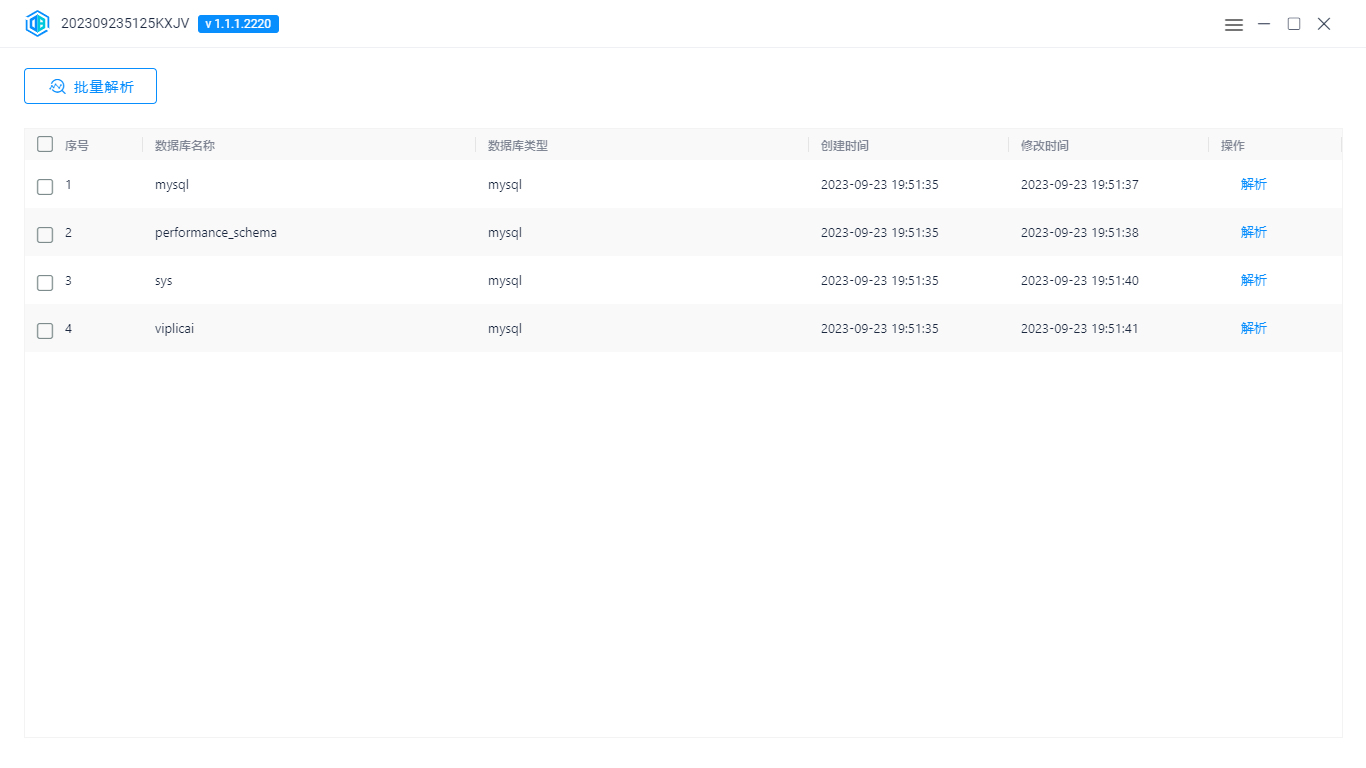 202309235125KXJV v 1.1.1.2220
批量解析
序号 数据库名称 数据库类型 创建时间 修改时间 操作
1 mysql mysql 2023-09-23 19:51:35 2023-09-23 19:51:37 解析
2 performance_schema mysql 2023-09-23 19:51:35 2023-09-23 19:51:38 解析
3 sys mysql 2023-09-23 19:51:35 2023-09-23 19:51:40 解析
4 viplicai mysql 2023-09-23 19:51:35 2023-09-23 19:51:41 解析